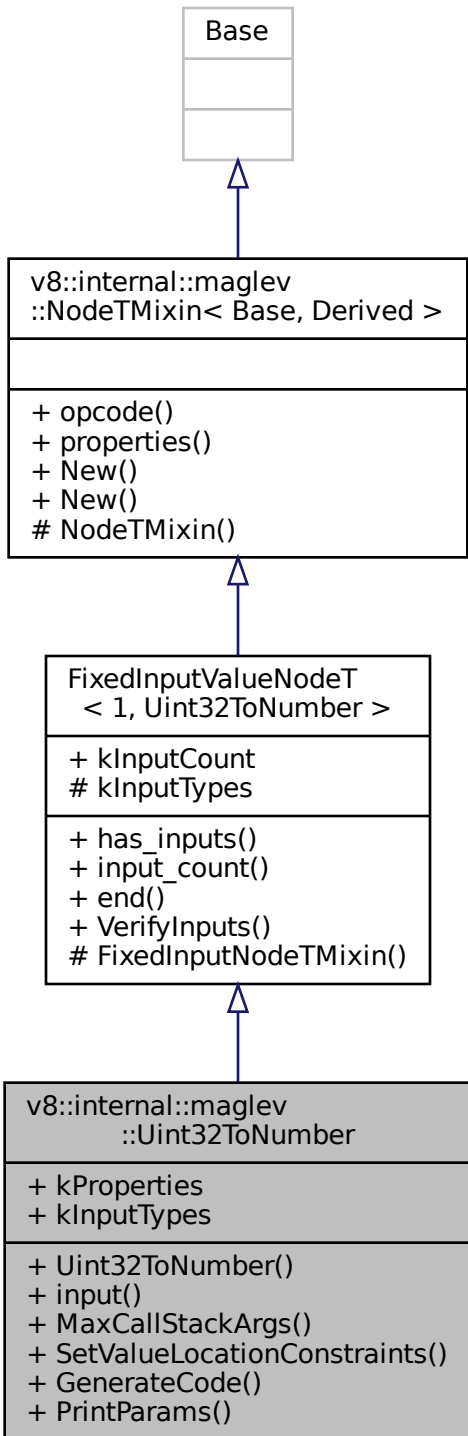 Base
v8::internal::maglev
::NodeTMixin< Base, Derived >
+ opcode()
+ properties()
+ New()
+ New()
# NodeTMixin()
FixedInputValueNodeT
< 1, Uint32ToNumber >
+ kInputCount
# kInputTypes
+ has_inputs()
+ input_count()
+ end()
+ VerifyInputs()
# FixedInputNodeTMixin()
v8::internal::maglev
::Uint32ToNumber
+ kProperties
+ kInputTypes
+ Uint32ToNumber()
+ input()
+ MaxCallStackArgs()
+ SetValueLocationConstraints()
+ GenerateCode()
+ PrintParams()